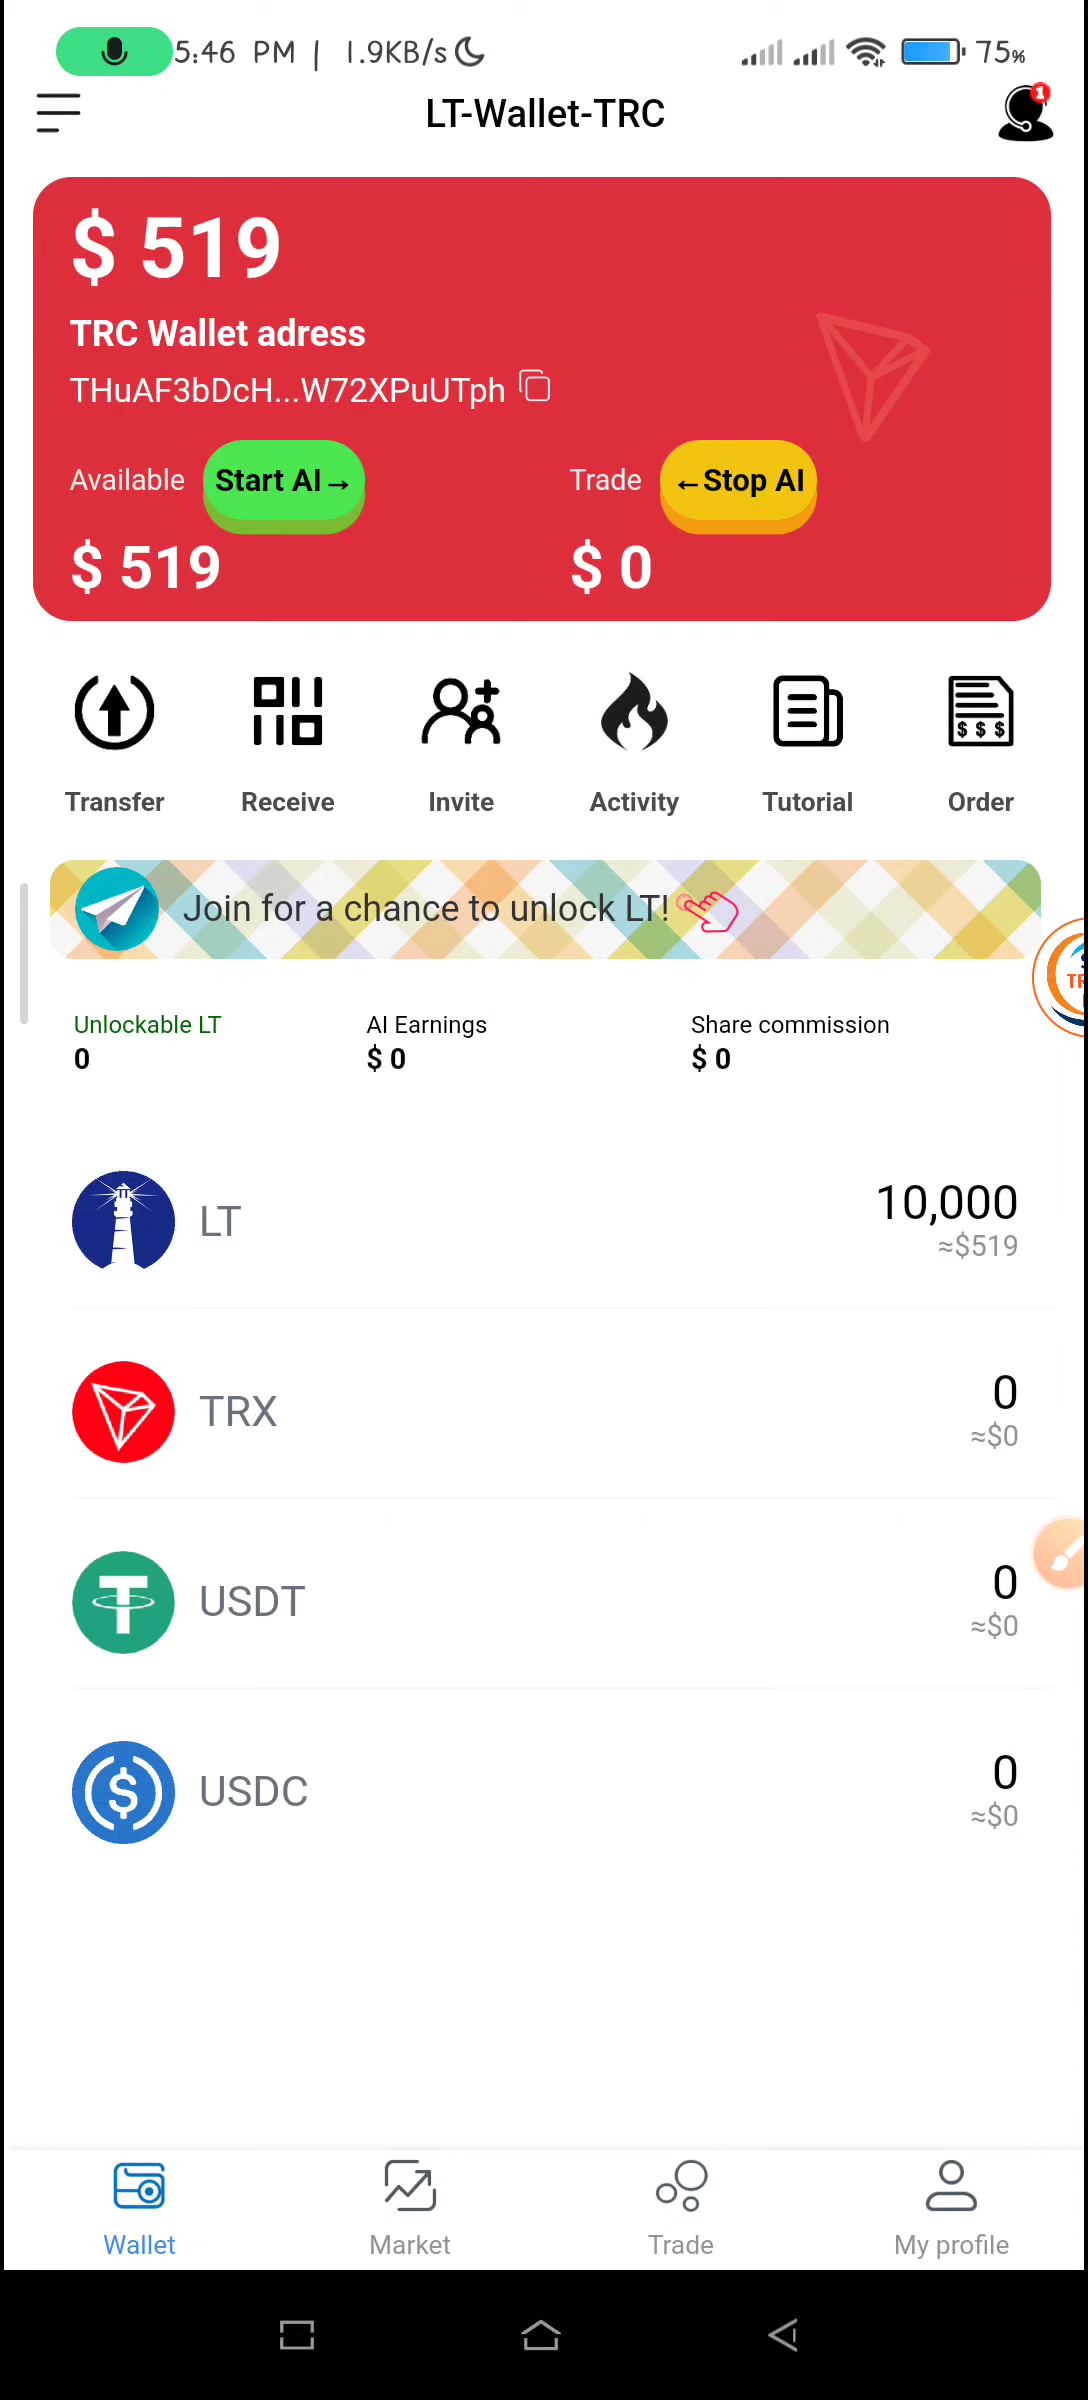 5:46 PM | 1.9KB/s 75%
LT-Wallet-TRC
1
$ 519
TRC Wallet adress
THuAF3bDcH...W72XPuUTph
Available Start AI→ Trade ←Stop AI
$ 519 $ 0
$ $ $
Transfer Receive Invite Activity Tutorial Order
Join for a chance to unlock LT!
Unlockable LT AI Earnings Share commission
0 $ 0 $ 0
LT 10,000
≈$519
TRX 0
≈$0
USDT 0
≈$0
USDC 0
≈$0
Wallet Market Trade My profile